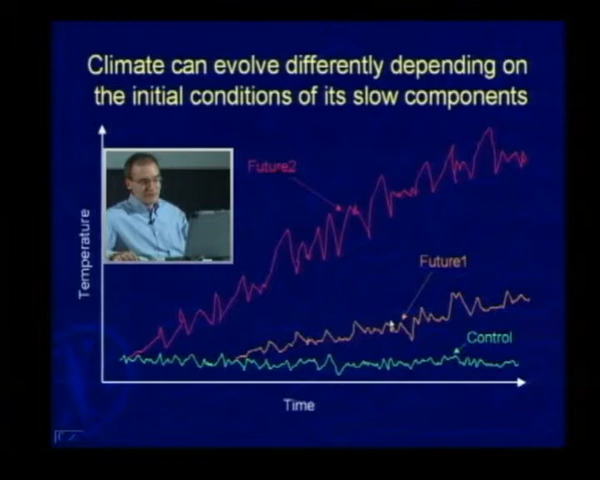 Climate can evolve differently depending on
the initial conditions of its slow components
Future2
Temperature
Future1
Control
Time